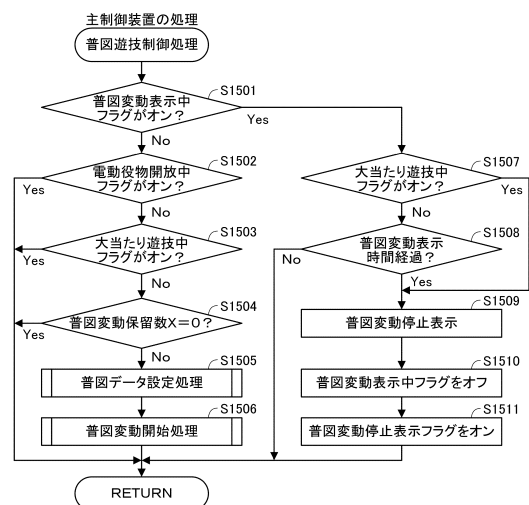 主制御装置の処理
普図遊技制御処理
S1501
普図変動表示中
フラグがオン？
Yes
No
S1502
電動役物開放中
フラグがオン？
Yes
No
S1503
大当たり遊技中
フラグがオン？
Yes
No
S1504
普図変動保留数X＝0？
Yes
No
S1505
普図データ設定処理
S1506
普図変動開始処理
S1507
大当たり遊技中
フラグがオン？
Yes
No
S1508
普図変動表示
時間経過？
No
Yes
S1509
普図変動停止表示
S1510
普図変動表示中フラグをオフ
S1511
普図変動停止表示フラグをオン
RETURN